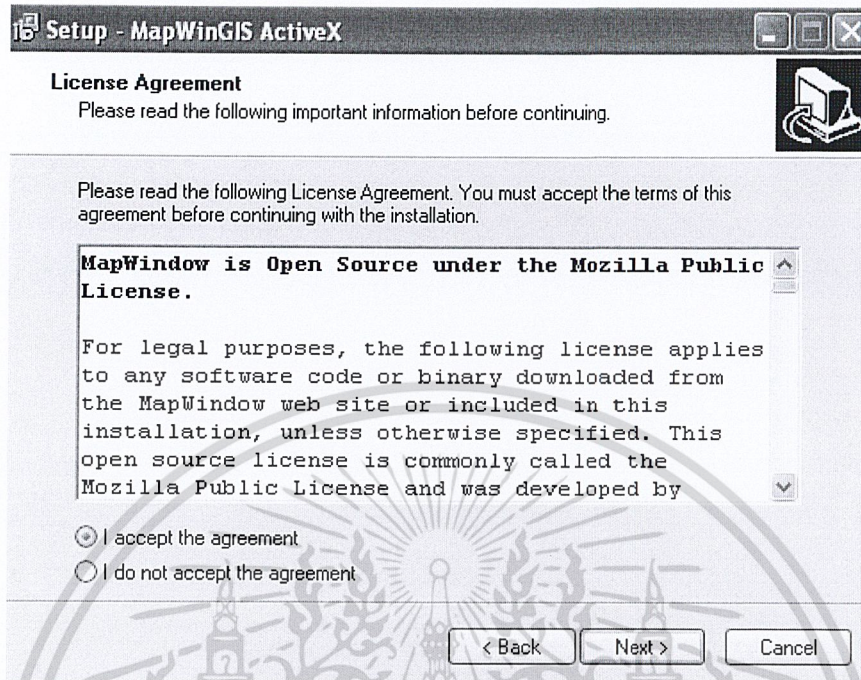 Setup - MapWinGIS ActiveX
License Agreement
Please read the following important information before continuing.
Please read the following License Agreement. You must accept the terms of this
agreement before continuing with the installation.
MapWindow is Open Source under the Mozilla Public
License.
For legal purposes, the following license applies
to any software code or binary downloaded from
the MapWindow web site or included in this
installation, unless otherwise specified. This
open source license is commonly called the
Mozilla Public License and was developed by
I accept the agreement
I do not accept the agreement
< Back
Next >
Cancel